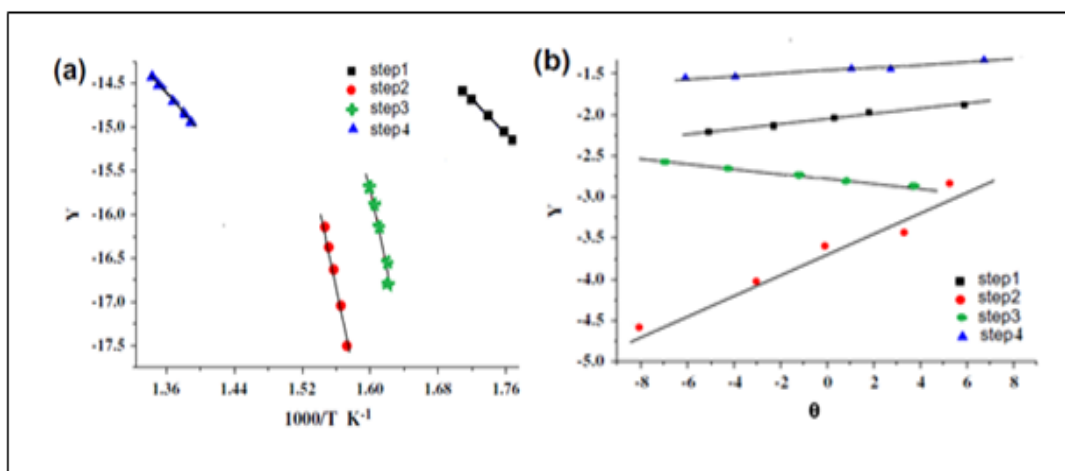 (a)
step1
step2
step3
step4
-14.5
-15.0
-15.5
-16.0
-16.5
-17.0
-17.5
Y
1.36
1.44
1.52
1.60
1.68
1.76
1000/T K-1
(b)
-1.5
-2.0
-2.5
-3.0
-3.5
-4.5
-5.0
Y
step1
step2
step3
step4
-8
-6
-4
-2
0
2
4
6
8
θ